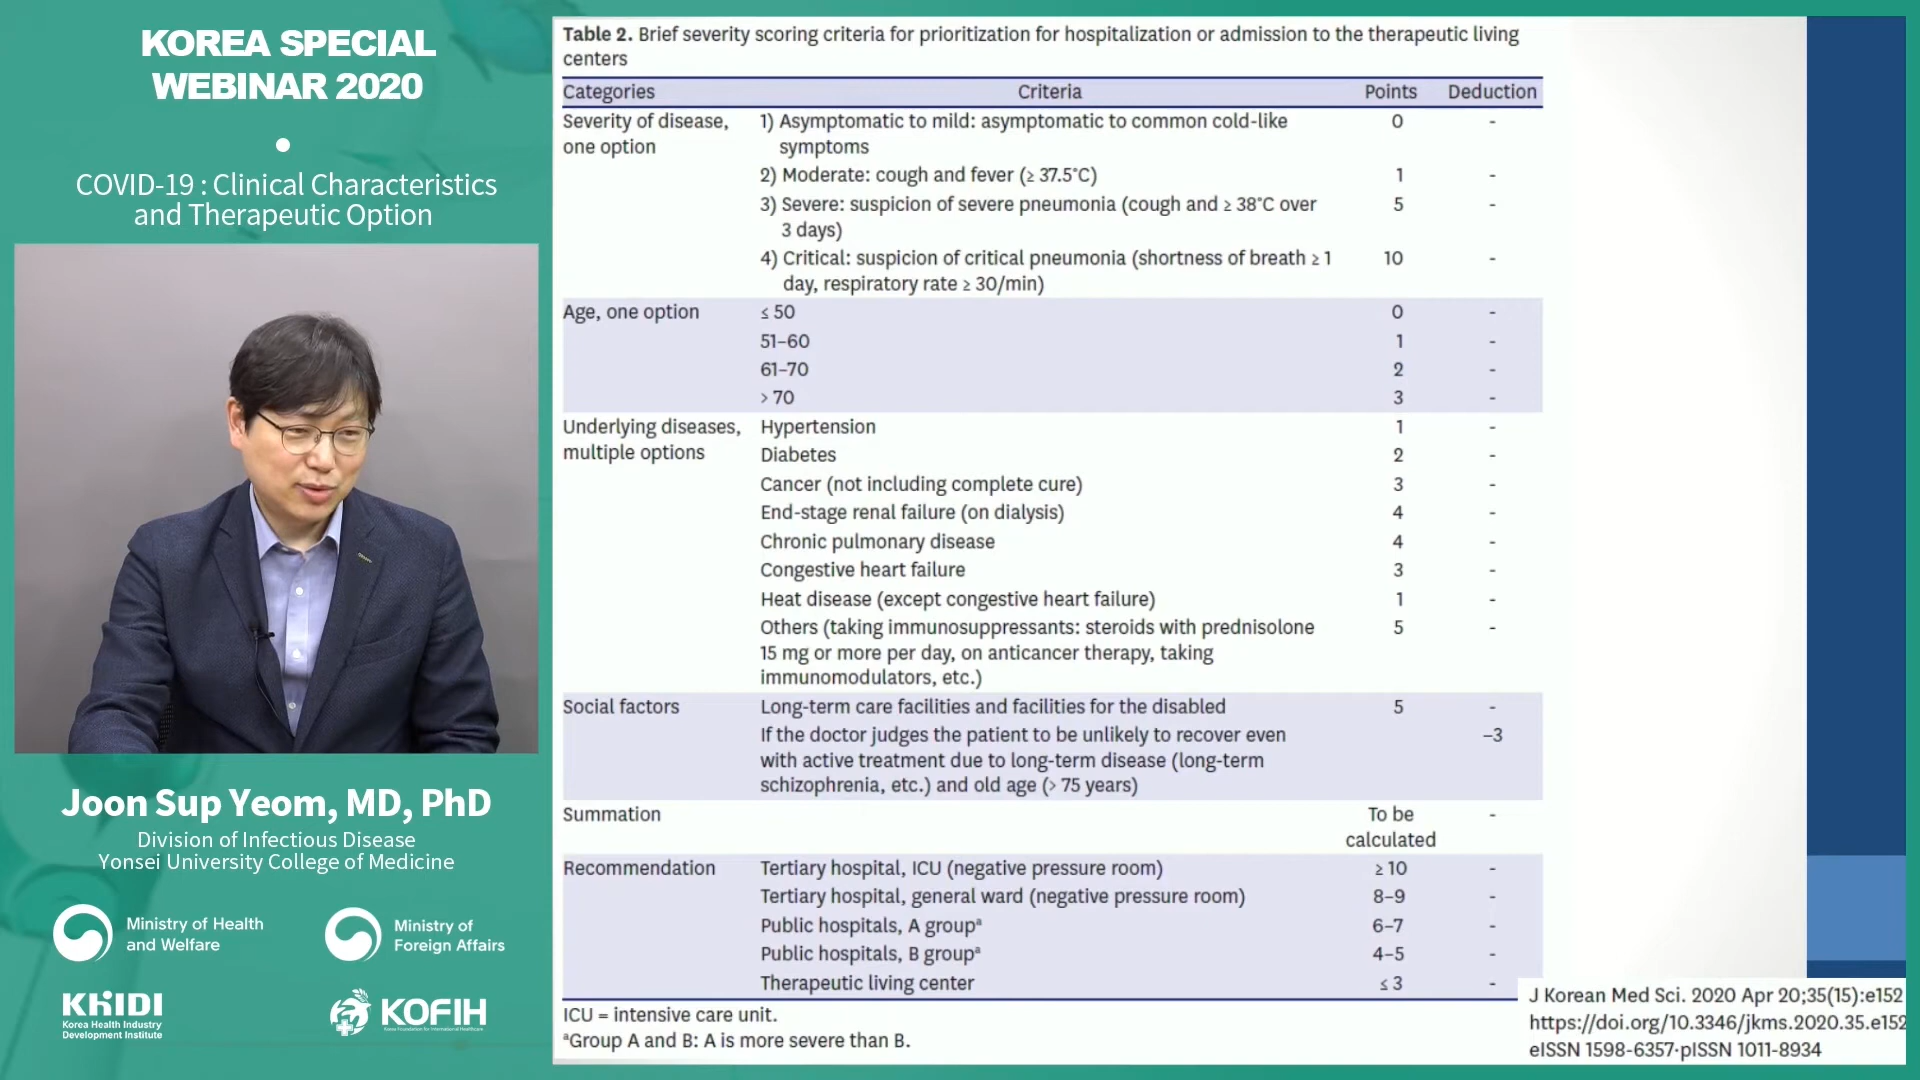 KOREA SPECIAL
WEBINAR 2020
COVID-19 : Clinical Characteristics
and Therapeutic Option
Joon Sup Yeom, MD, PhD
Division of Infectious Disease
Yonsei University College of Medicine
Ministry of Health
and Welfare
Ministry of
Foreign Affairs
KHIDI
Korea Health Industry
Development Institute
KOFIH
Korea Foundation for International Healthcare
Table 2. Brief severity scoring criteria for prioritization for hospitalization or admission to the therapeutic living
centers
Categories Criteria Points Deduction
Severity of disease, 1) Asymptomatic to mild: asymptomatic to common cold-like 0 -
one option symptoms
2) Moderate: cough and fever (≥ 37.5°C) 1 -
3) Severe: suspicion of severe pneumonia (cough and ≥ 38°C over 5 -
3 days)
4) Critical: suspicion of critical pneumonia (shortness of breath ≥ 1 10 -
day, respiratory rate ≥ 30/min)
Age, one option ≤ 50 0 -
51–60 1 -
61–70 2 -
> 70 3 -
Underlying diseases, Hypertension 1 -
multiple options Diabetes 2 -
Cancer (not including complete cure) 3 -
End-stage renal failure (on dialysis) 4 -
Chronic pulmonary disease 4 -
Congestive heart failure 3 -
Heat disease (except congestive heart failure) 1 -
Others (taking immunosuppressants: steroids with prednisolone 5 -
15 mg or more per day, on anticancer therapy, taking
immunomodulators, etc.)
Social factors Long-term care facilities and facilities for the disabled 5 -
If the doctor judges the patient to be unlikely to recover even −3
with active treatment due to long-term disease (long-term
schizophrenia, etc.) and old age (> 75 years)
Summation To be -
calculated
Recommendation Tertiary hospital, ICU (negative pressure room) ≥ 10 -
Tertiary hospital, general ward (negative pressure room) 8–9 -
Public hospitals, A groupᵃ 6–7 -
Public hospitals, B groupᵃ 4–5 -
Therapeutic living center ≤ 3 -
ICU = intensive care unit.
ᵃGroup A and B: A is more severe than B.
J Korean Med Sci. 2020 Apr 20;35(15):e152
https://doi.org/10.3346/jkms.2020.35.e152
eISSN 1598-6357·pISSN 1011-8934